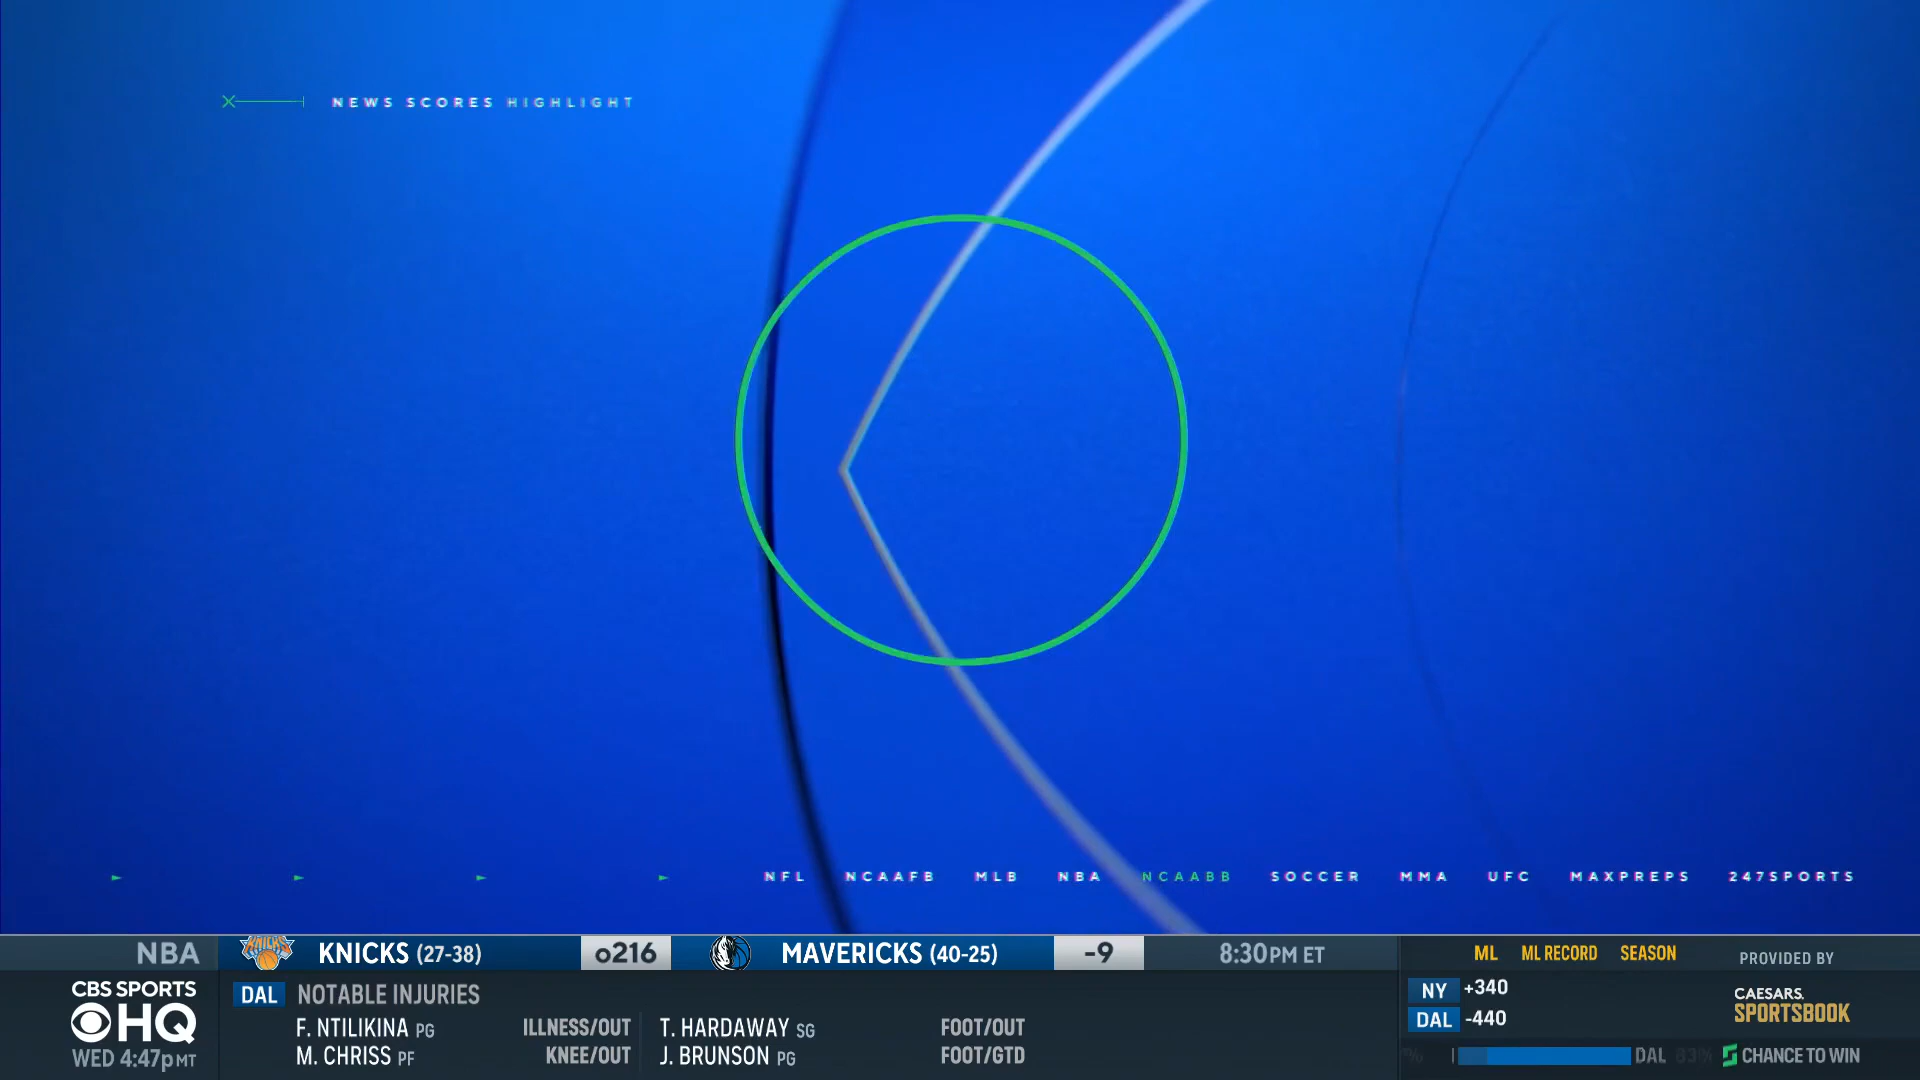 NEWS SCORES HIGHLIGHT
NFL NCAAFB MLB NBA NCAABB SOCCER MMA UFC MAXPREPS 247SPORTS
NBA KNICKS (27-38) o216 MAVERICKS (40-25) -9 8:30PM ET
ML ML RECORD SEASON PROVIDED BY
CBS SPORTS
HQ
WED 4:47p MT
DAL NOTABLE INJURIES
F. NTILIKINA PG ILLNESS/OUT T. HARDAWAY SG FOOT/OUT
M. CHRISS PF KNEE/OUT J. BRUNSON PG FOOT/GTD
NY +340
DAL -440
CAESARS
SPORTSBOOK
DAL 83% CHANCE TO WIN